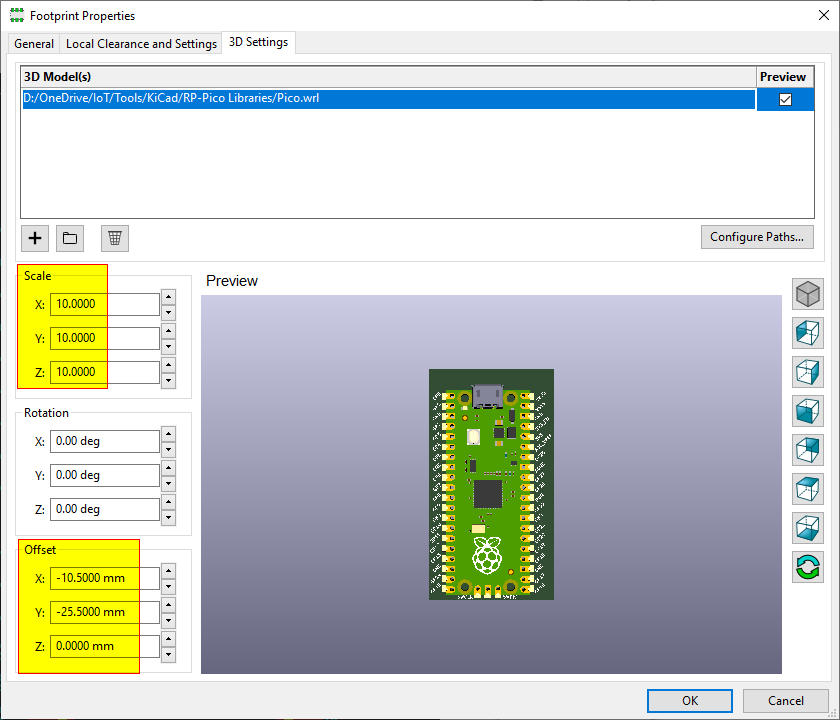 Footprint Properties
General
Local Clearance and Settings
3D Settings
3D Model(s)
Preview
D:/OneDrive/IoT/Tools/KiCad/RP-Pico Libraries/Pico.wrl
Configure Paths...
Scale
X: 10.0000
Y: 10.0000
Z: 10.0000
Rotation
X: 0.00 deg
Y: 0.00 deg
Z: 0.00 deg
Offset
X: -10.5000 mm
Y: -25.5000 mm
Z: 0.0000 mm
Preview
OK
Cancel